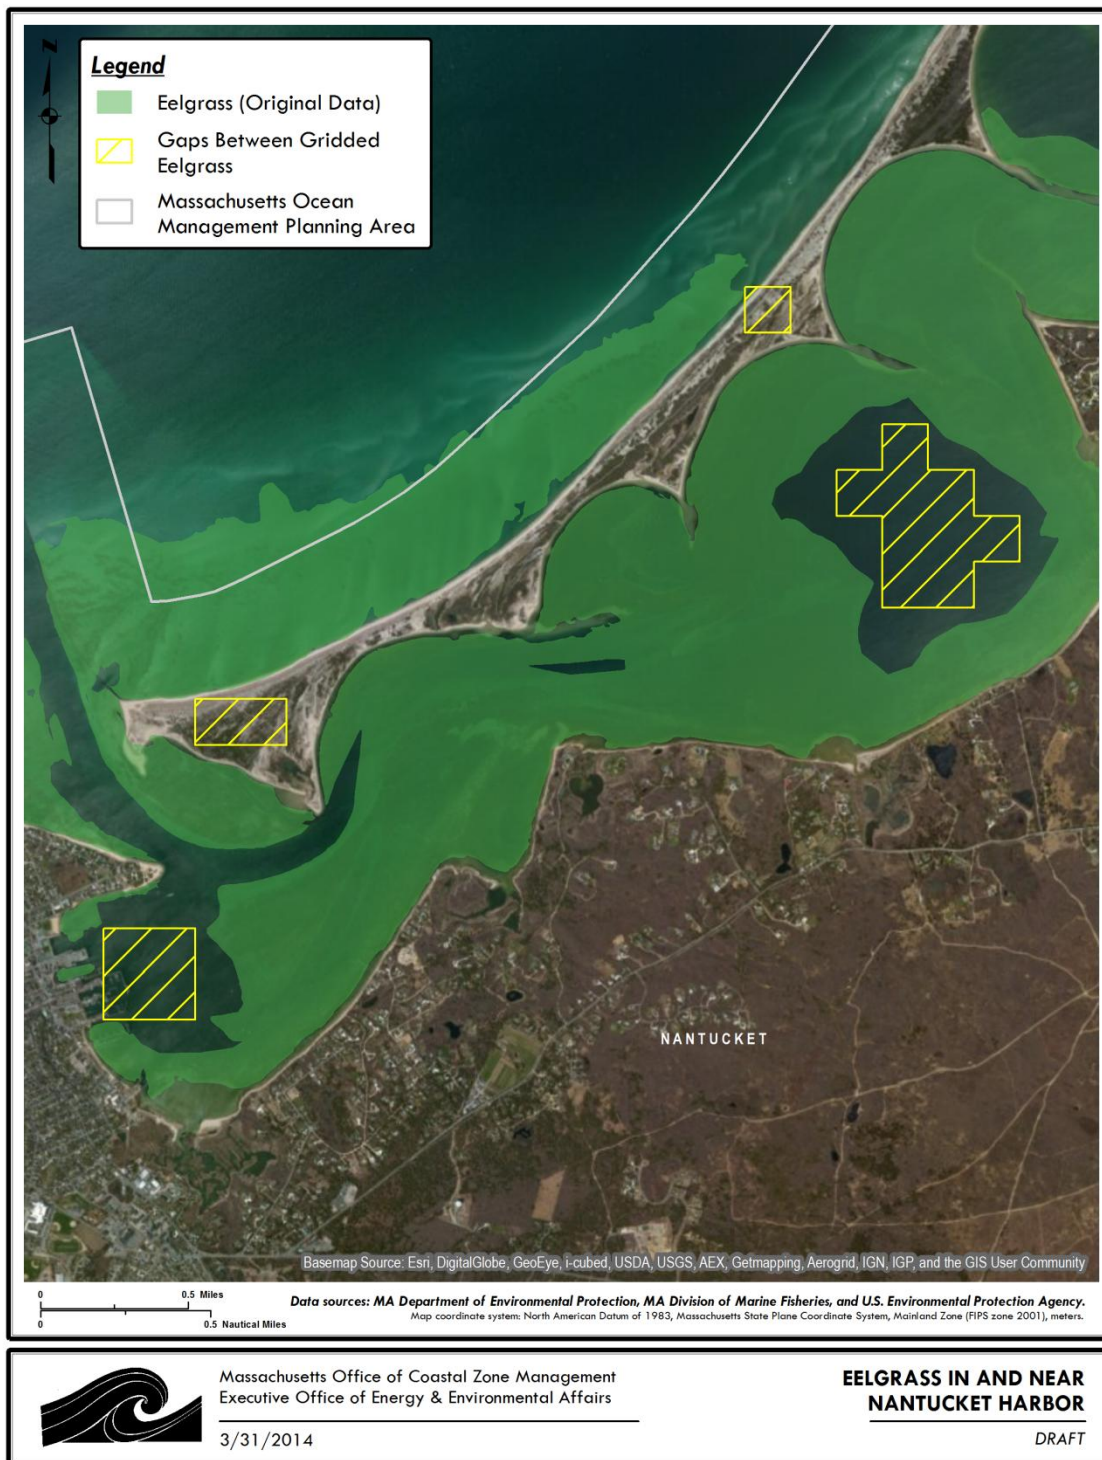 N
Legend
Eelgrass (Original Data)
Gaps Between Gridded
Eelgrass
Massachusetts Ocean
Management Planning Area
NANTUCKET
Basemap Source: Esri, DigitalGlobe, GeoEye, i-cubed, USDA, USGS, AEX, Getmapping, Aerogrid, IGN, IGP, and the GIS User Community
0 0.5 Miles
0 0.5 Nautical Miles
Data sources: MA Department of Environmental Protection, MA Division of Marine Fisheries, and U.S. Environmental Protection Agency.
Map coordinate system: North American Datum of 1983, Massachusetts State Plane Coordinate System, Mainland Zone (FIPS zone 2001), meters.
Massachusetts Office of Coastal Zone Management
Executive Office of Energy & Environmental Affairs
3/31/2014
EELGRASS IN AND NEAR
NANTUCKET HARBOR
DRAFT